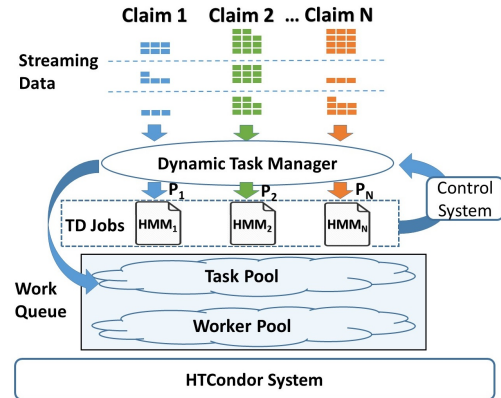 Claim 1 Claim 2 ... Claim N
Streaming
Data
Dynamic Task Manager
P1 P2 PN
Control
System
TD Jobs HMM1 HMM2 HMMN
Task Pool
Work
Queue
Worker Pool
HTCondor System